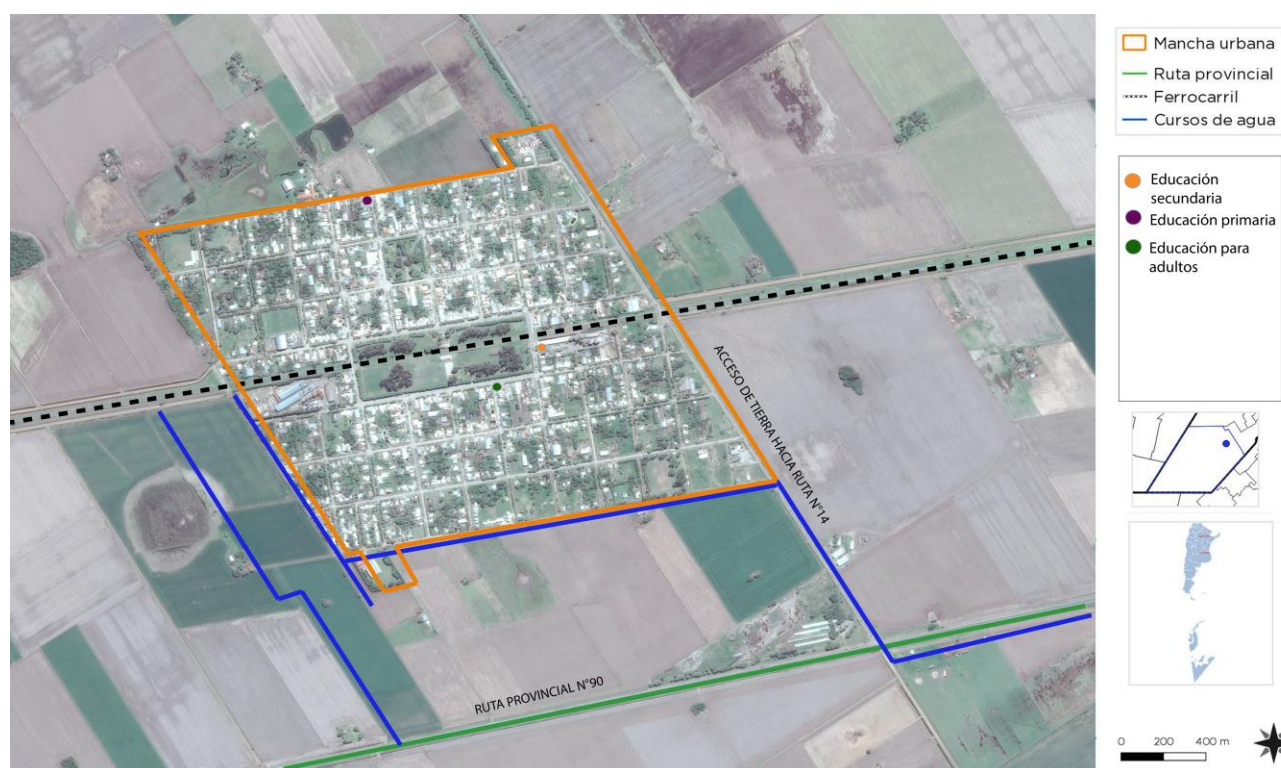 Mancha urbana
Ruta provincial
Ferrocarril
Cursos de agua
Educación
secundaria
Educación primaria
Educación para
adultos
ACCESO DE TIERRA HACIA RUTA N°14
RUTA PROVINCIAL N°90
0 200 400 m